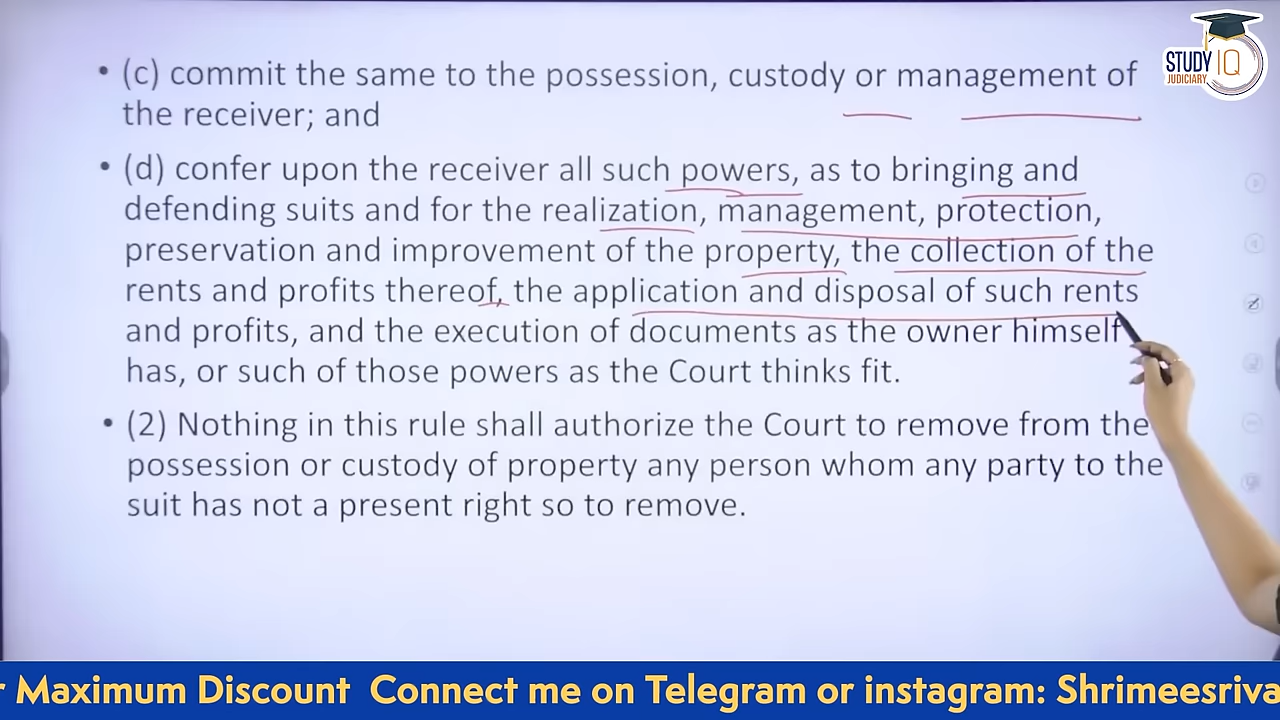 STUDY IQ
JUDICIARY
• (c) commit the same to the possession, custody or management of
the receiver; and
• (d) confer upon the receiver all such powers, as to bringing and
defending suits and for the realization, management, protection,
preservation and improvement of the property, the collection of the
rents and profits thereof, the application and disposal of such rents
and profits, and the execution of documents as the owner himself
has, or such of those powers as the Court thinks fit.
• (2) Nothing in this rule shall authorize the Court to remove from the
possession or custody of property any person whom any party to the
suit has not a present right so to remove.
r Maximum Discount Connect me on Telegram or instagram: Shrimeesriva